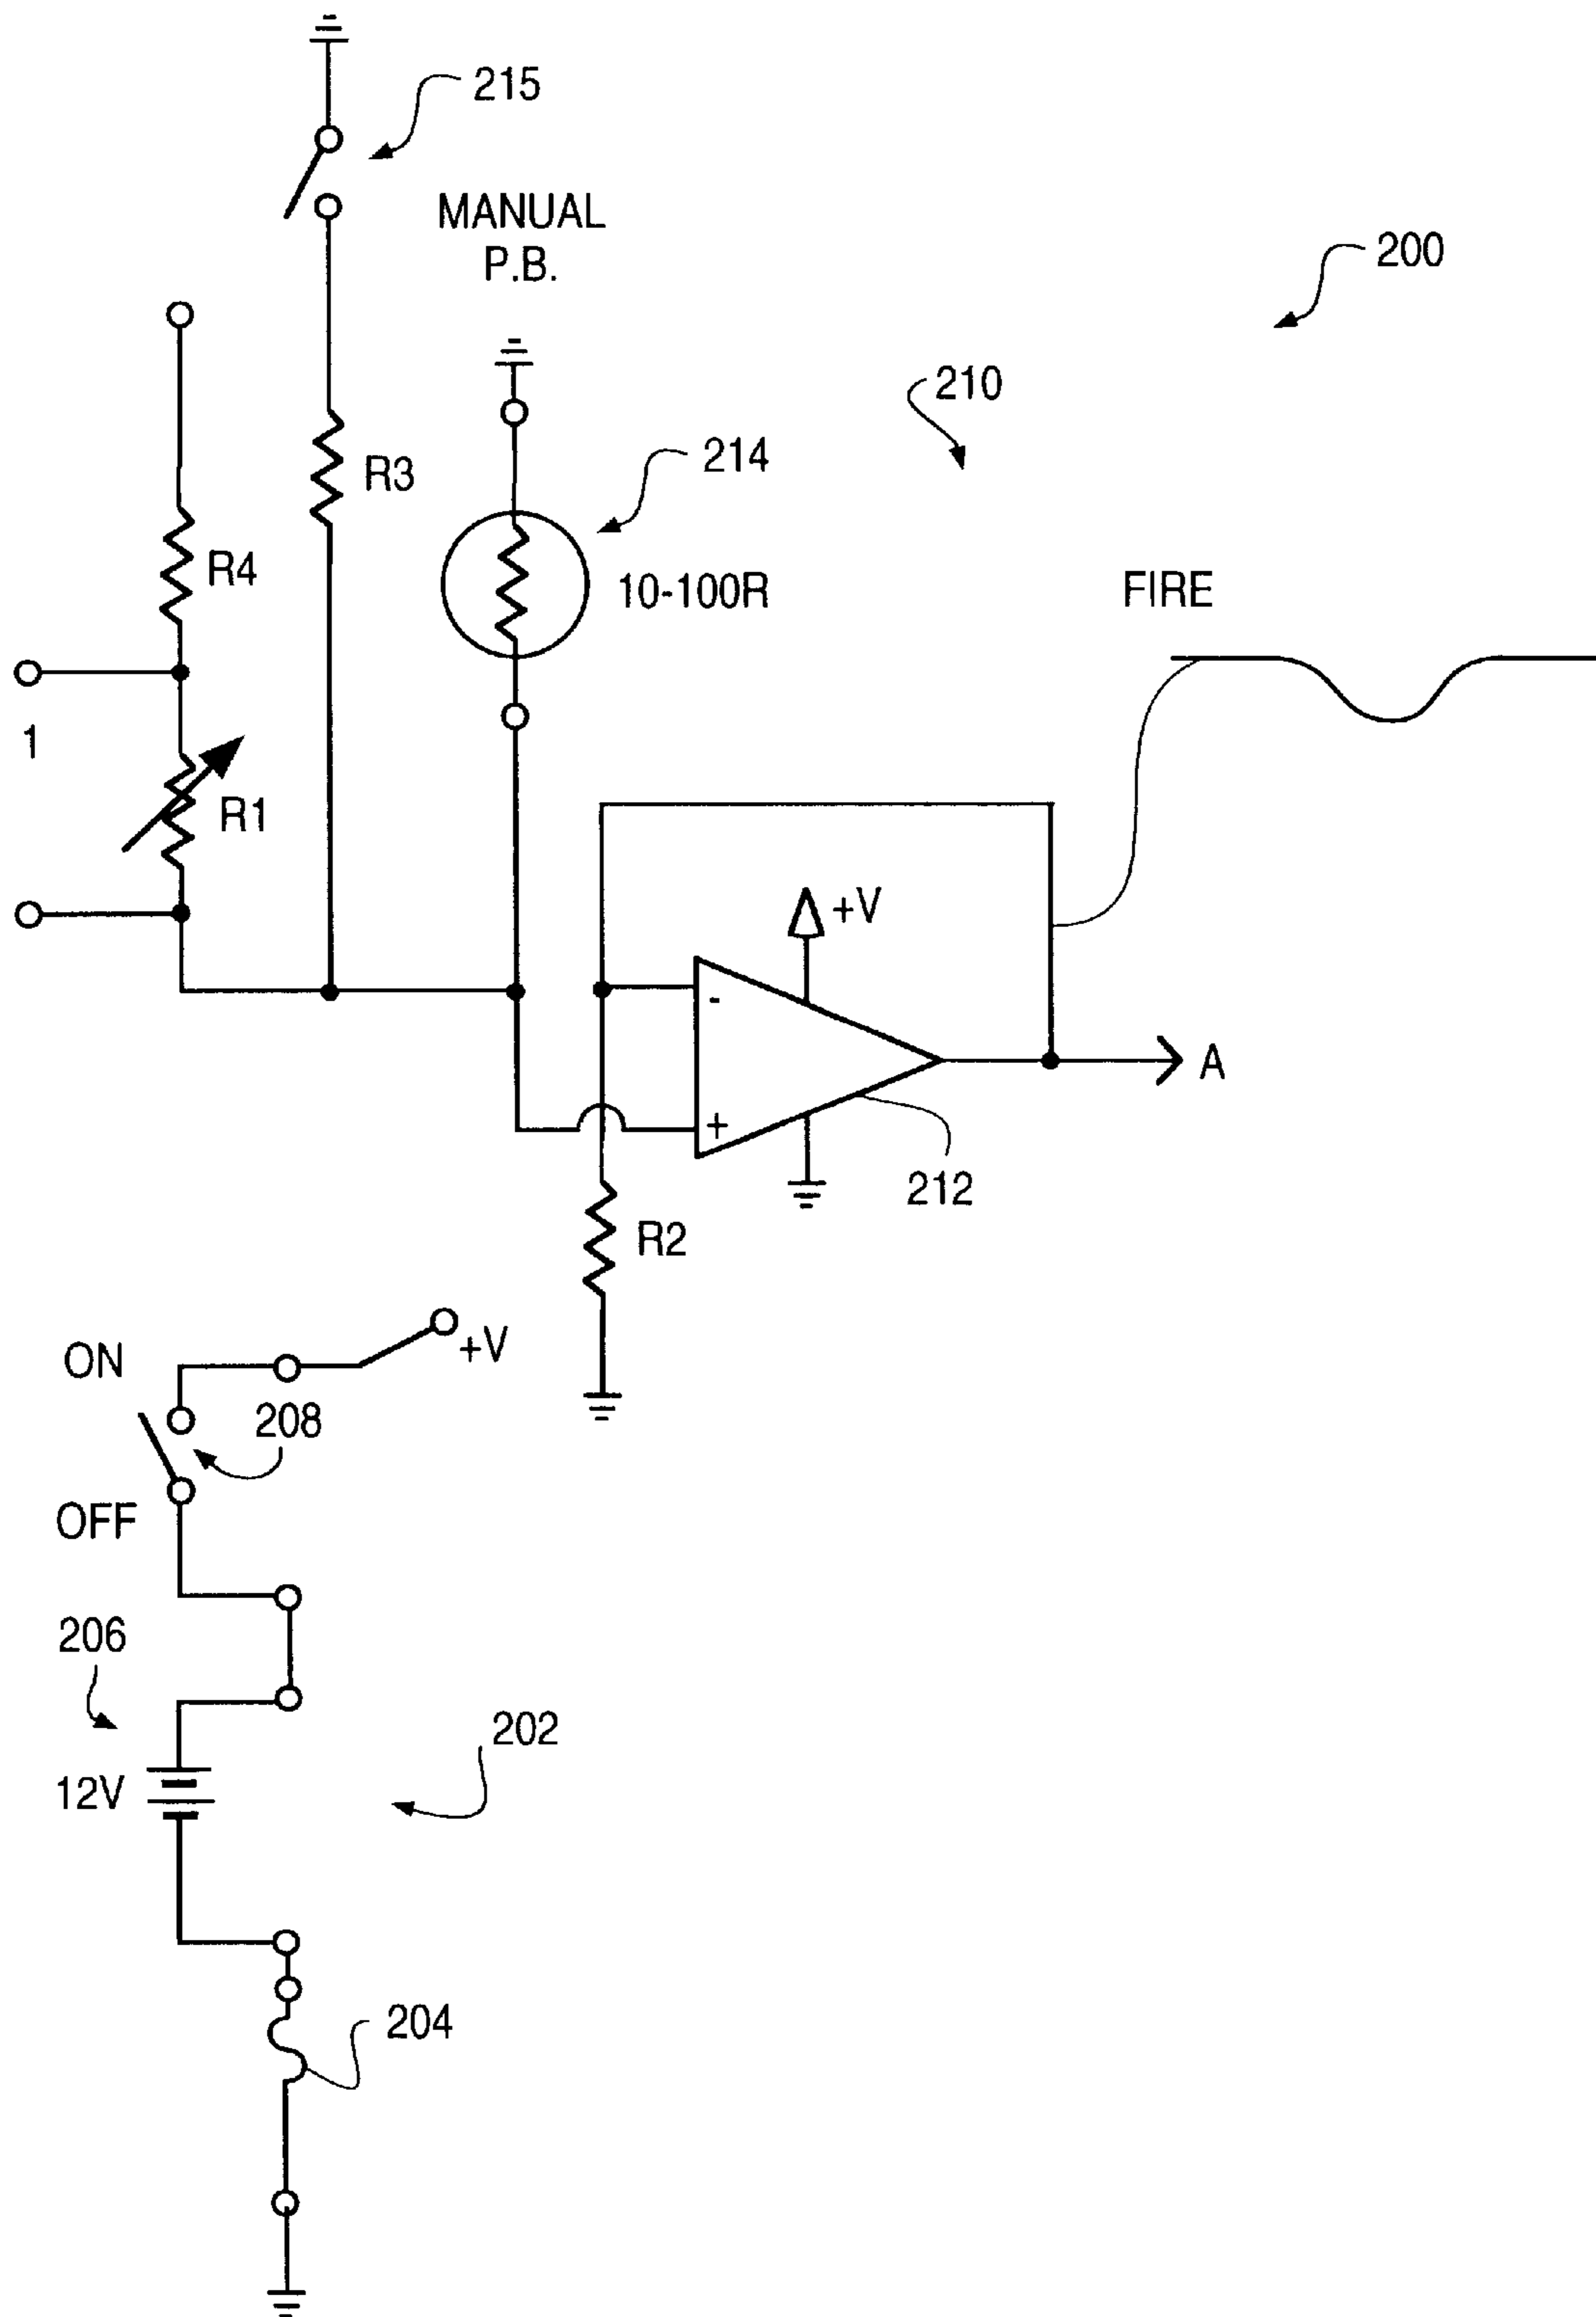 215
MANUAL
P.B.
200
210
214
R3
R4
10-100R
FIRE
1
R1
+V
-
A
+
212
R2
ON
+V
208
OFF
206
202
12V
204